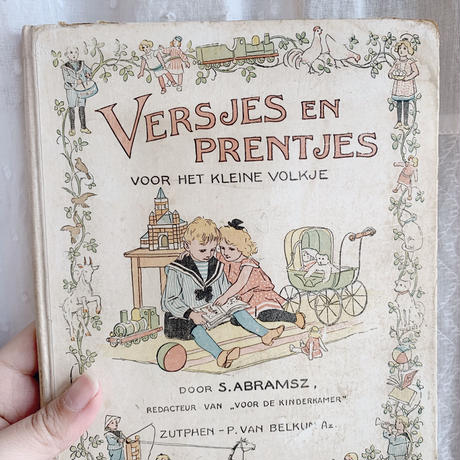 VERSJES EN
PRENTJES
VOOR HET KLEINE VOLKJE
DOOR S. ABRAMSZ,
REDACTEUR VAN „VOOR DE KINDERKAMER”
ZUTPHEN - P. VAN BELKUM Az.